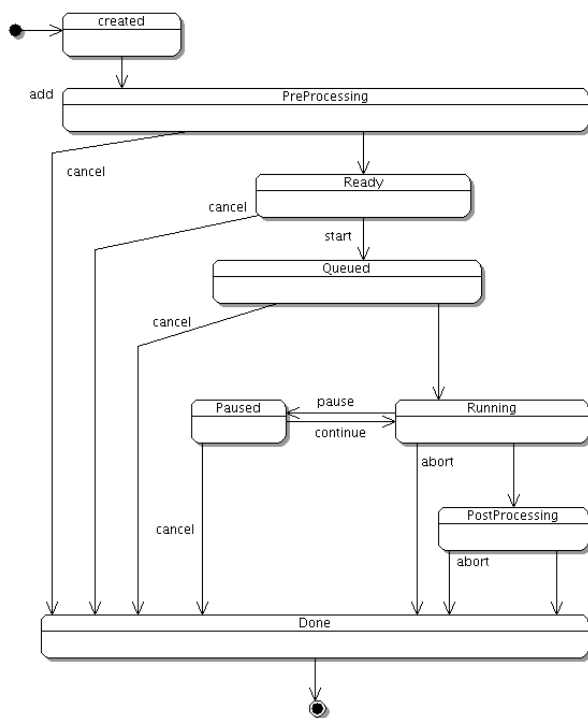 created
add
PreProcessing
cancel
Ready
cancel
start
Queued
cancel
Paused
pause
Running
continue
abort
PostProcessing
cancel
abort
Done